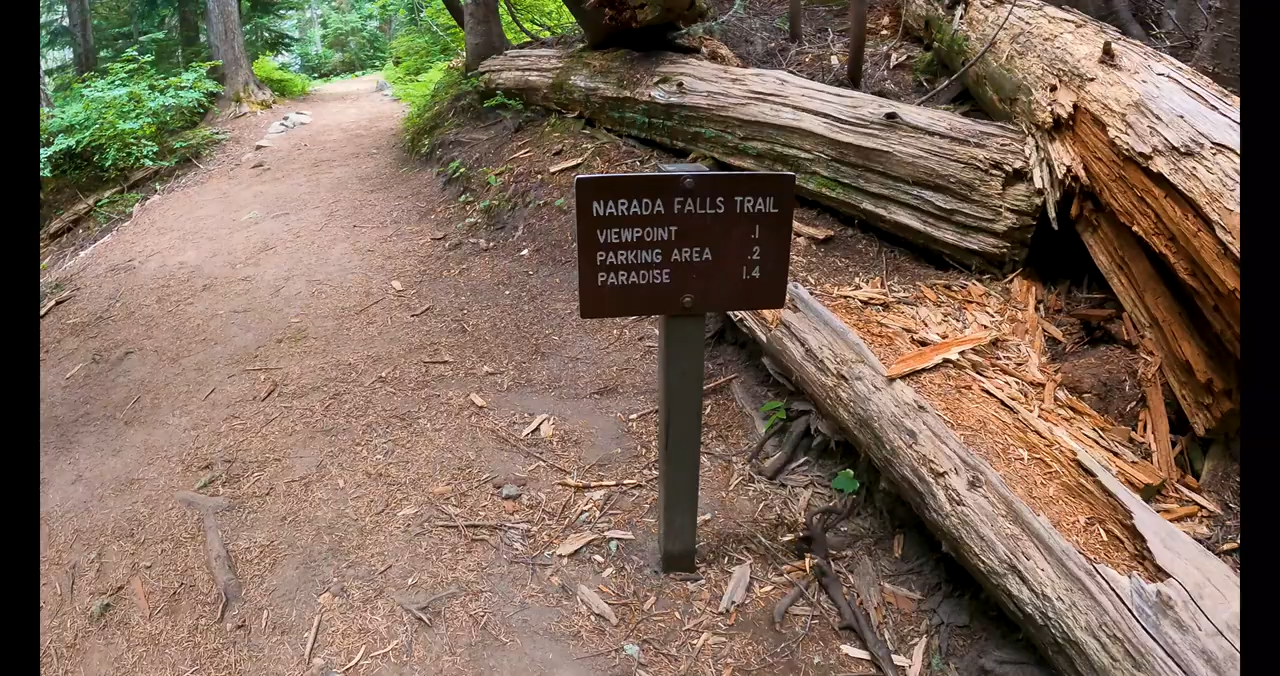 NARADA FALLS TRAIL
VIEWPOINT .1
PARKING AREA .2
PARADISE 1.4